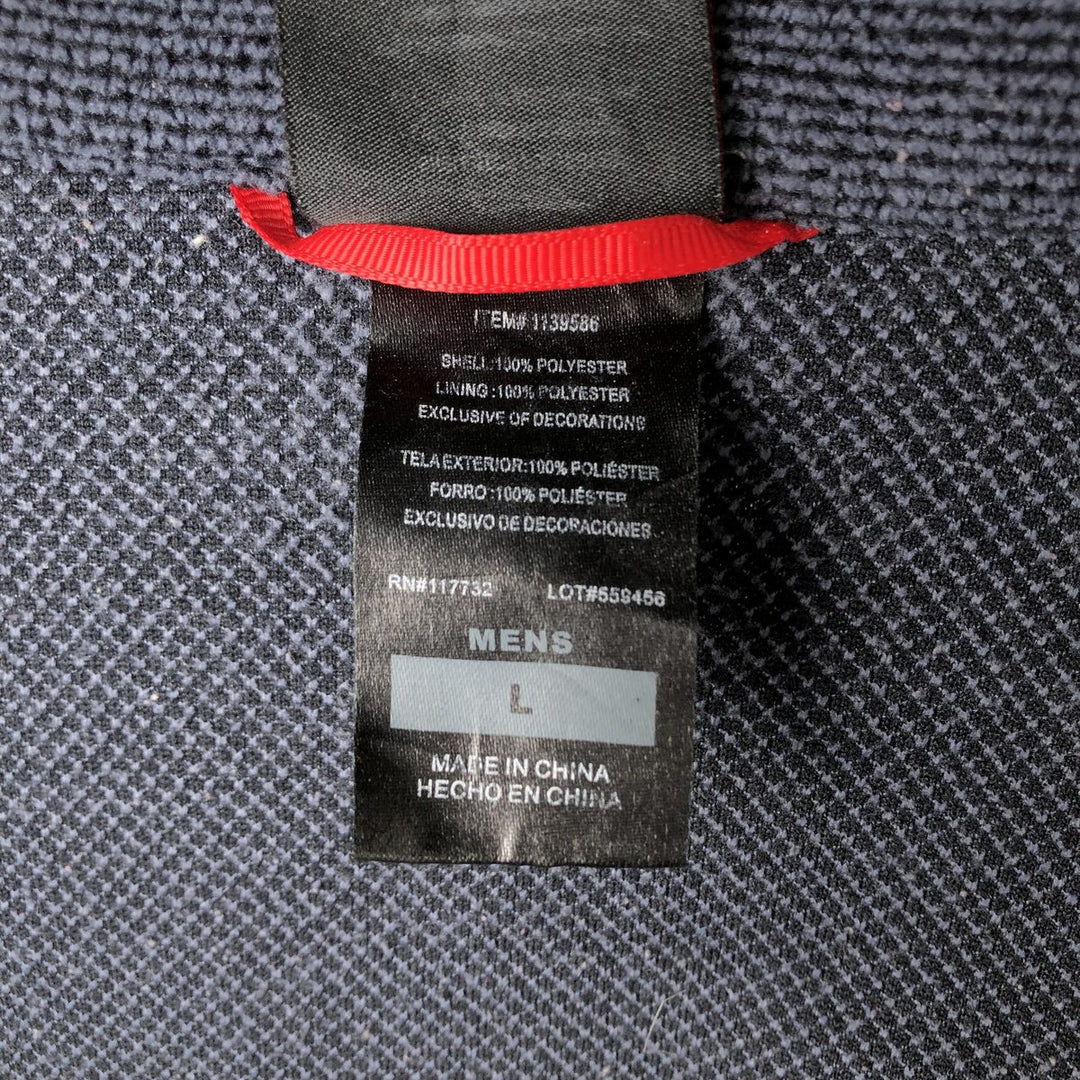 ITEM# 1139586
SHELL:100% POLYESTER
LINING:100% POLYESTER
EXCLUSIVE OF DECORATIONS
TELA EXTERIOR:100% POLIÉSTER
FORRO:100% POLIÉSTER
EXCLUSIVO DE DECORACIONES
RN#117732 LOT#659456
MENS
L
MADE IN CHINA
HECHO EN CHINA